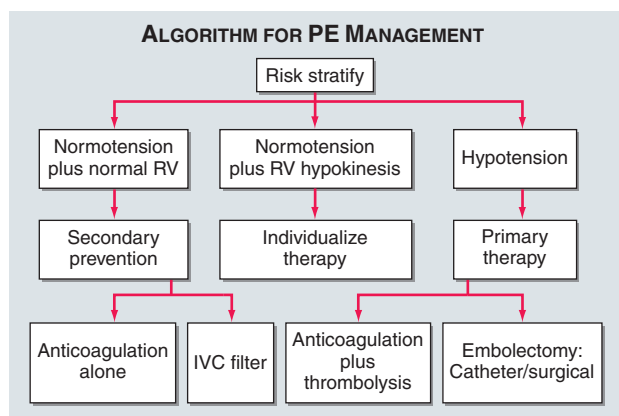 ALGORITHM FOR PE MANAGEMENT
Risk stratify
Normotension
plus normal RV
Normotension
plus RV hypokinesis
Hypotension
Secondary
prevention
Individualize
therapy
Primary
therapy
Anticoagulation
alone
IVC filter
Anticoagulation
plus
thrombolysis
Embolectomy:
Catheter/surgical